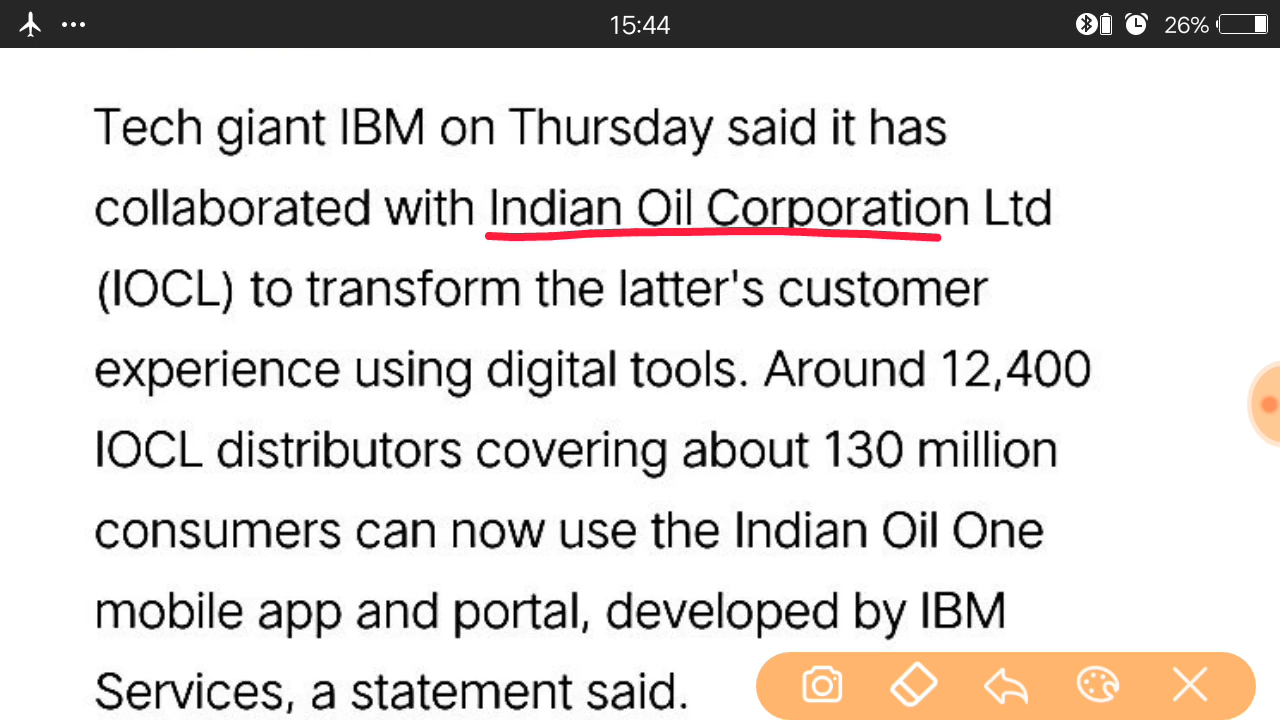 15:44
26%
Tech giant IBM on Thursday said it has
collaborated with Indian Oil Corporation Ltd
(IOCL) to transform the latter's customer
experience using digital tools. Around 12,400
IOCL distributors covering about 130 million
consumers can now use the Indian Oil One
mobile app and portal, developed by IBM
Services, a statement said.